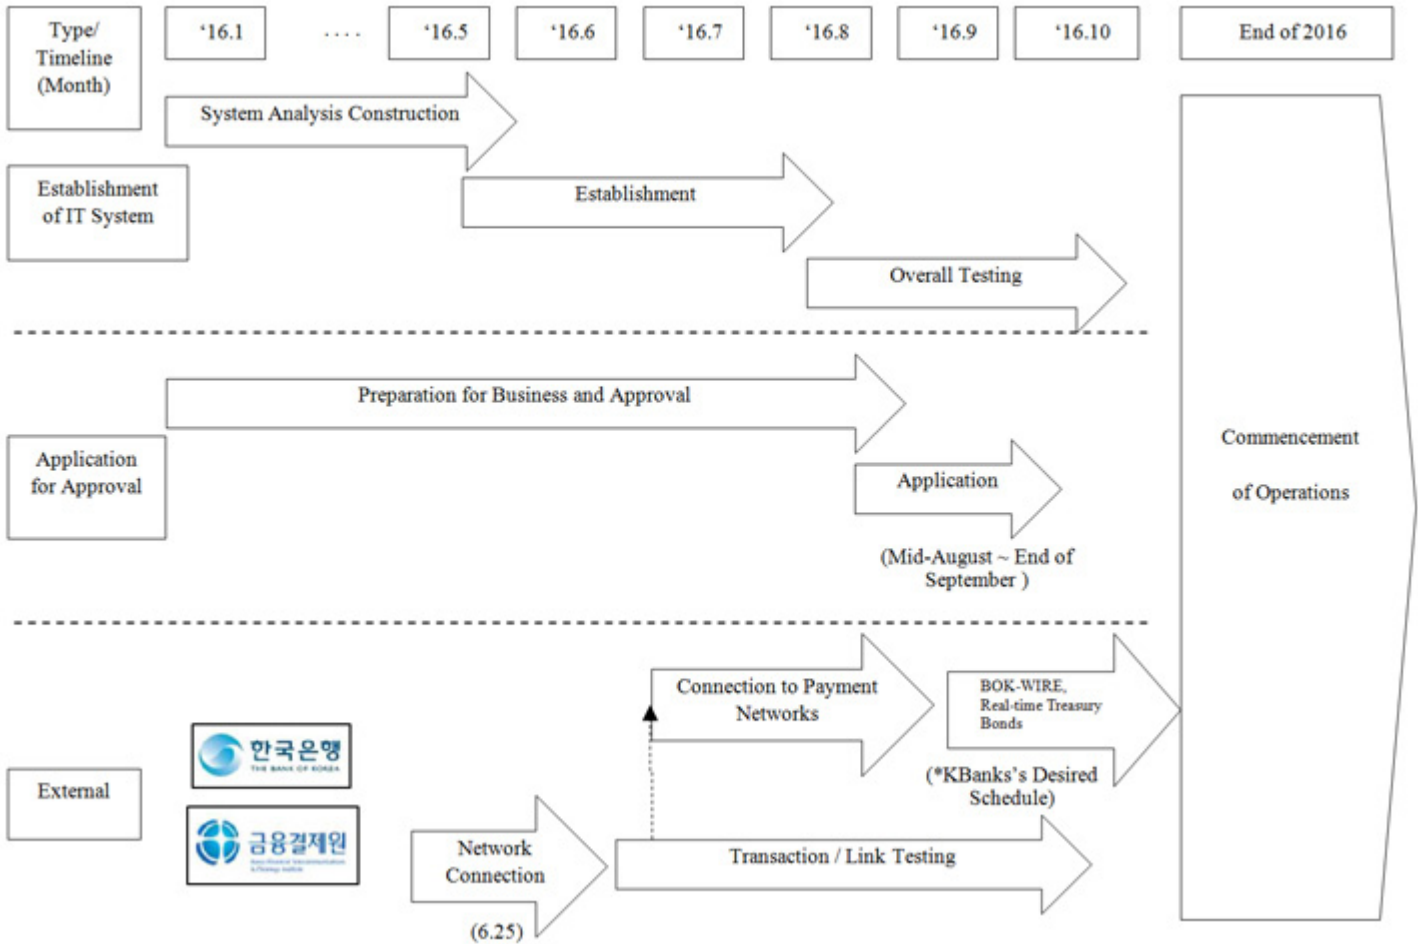 Type/
Timeline
(Month)
‘16.1
....
‘16.5
‘16.6
‘16.7
‘16.8
‘16.9
‘16.10
End of 2016
System Analysis Construction
Establishment
of IT System
Establishment
Overall Testing
Preparation for Business and Approval
Application
for Approval
Application
(Mid-August ~ End of
September )
Commencement
of Operations
Connection to Payment
Networks
BOK-WIRE,
Real-time Treasury
Bonds
(*KBanks’s Desired
Schedule)
External
한국은행
THE BANK OF KOREA
금융결제원
Network
Connection
(6.25)
Transaction / Link Testing